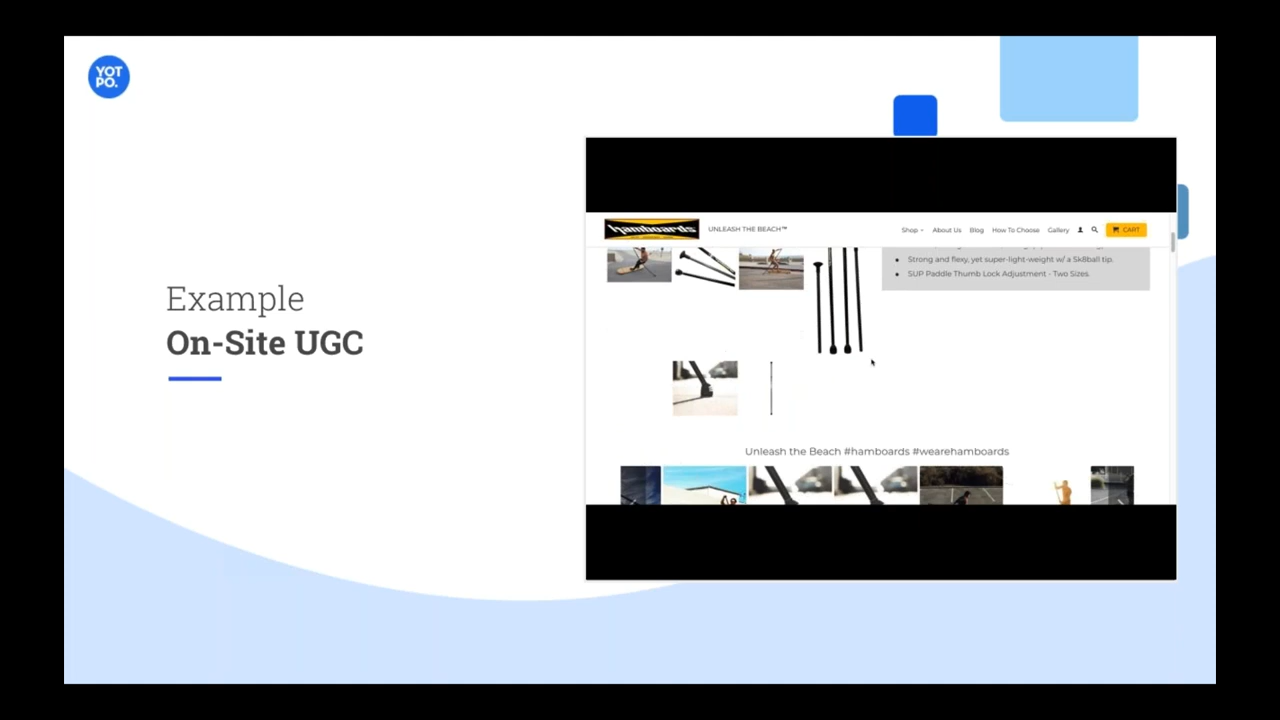 YOT
PO.
Example
On-Site UGC
hamboards
UNLEASH THE BEACH™
Shop
About Us
Blog
How To Choose
Gallery
CART
Strong and flexy, yet super-light-weight w/ a Sk8ball tip.
SUP Paddle Thumb Lock Adjustment - Two Sizes.
Unleash the Beach #hamboards #wearehamboards